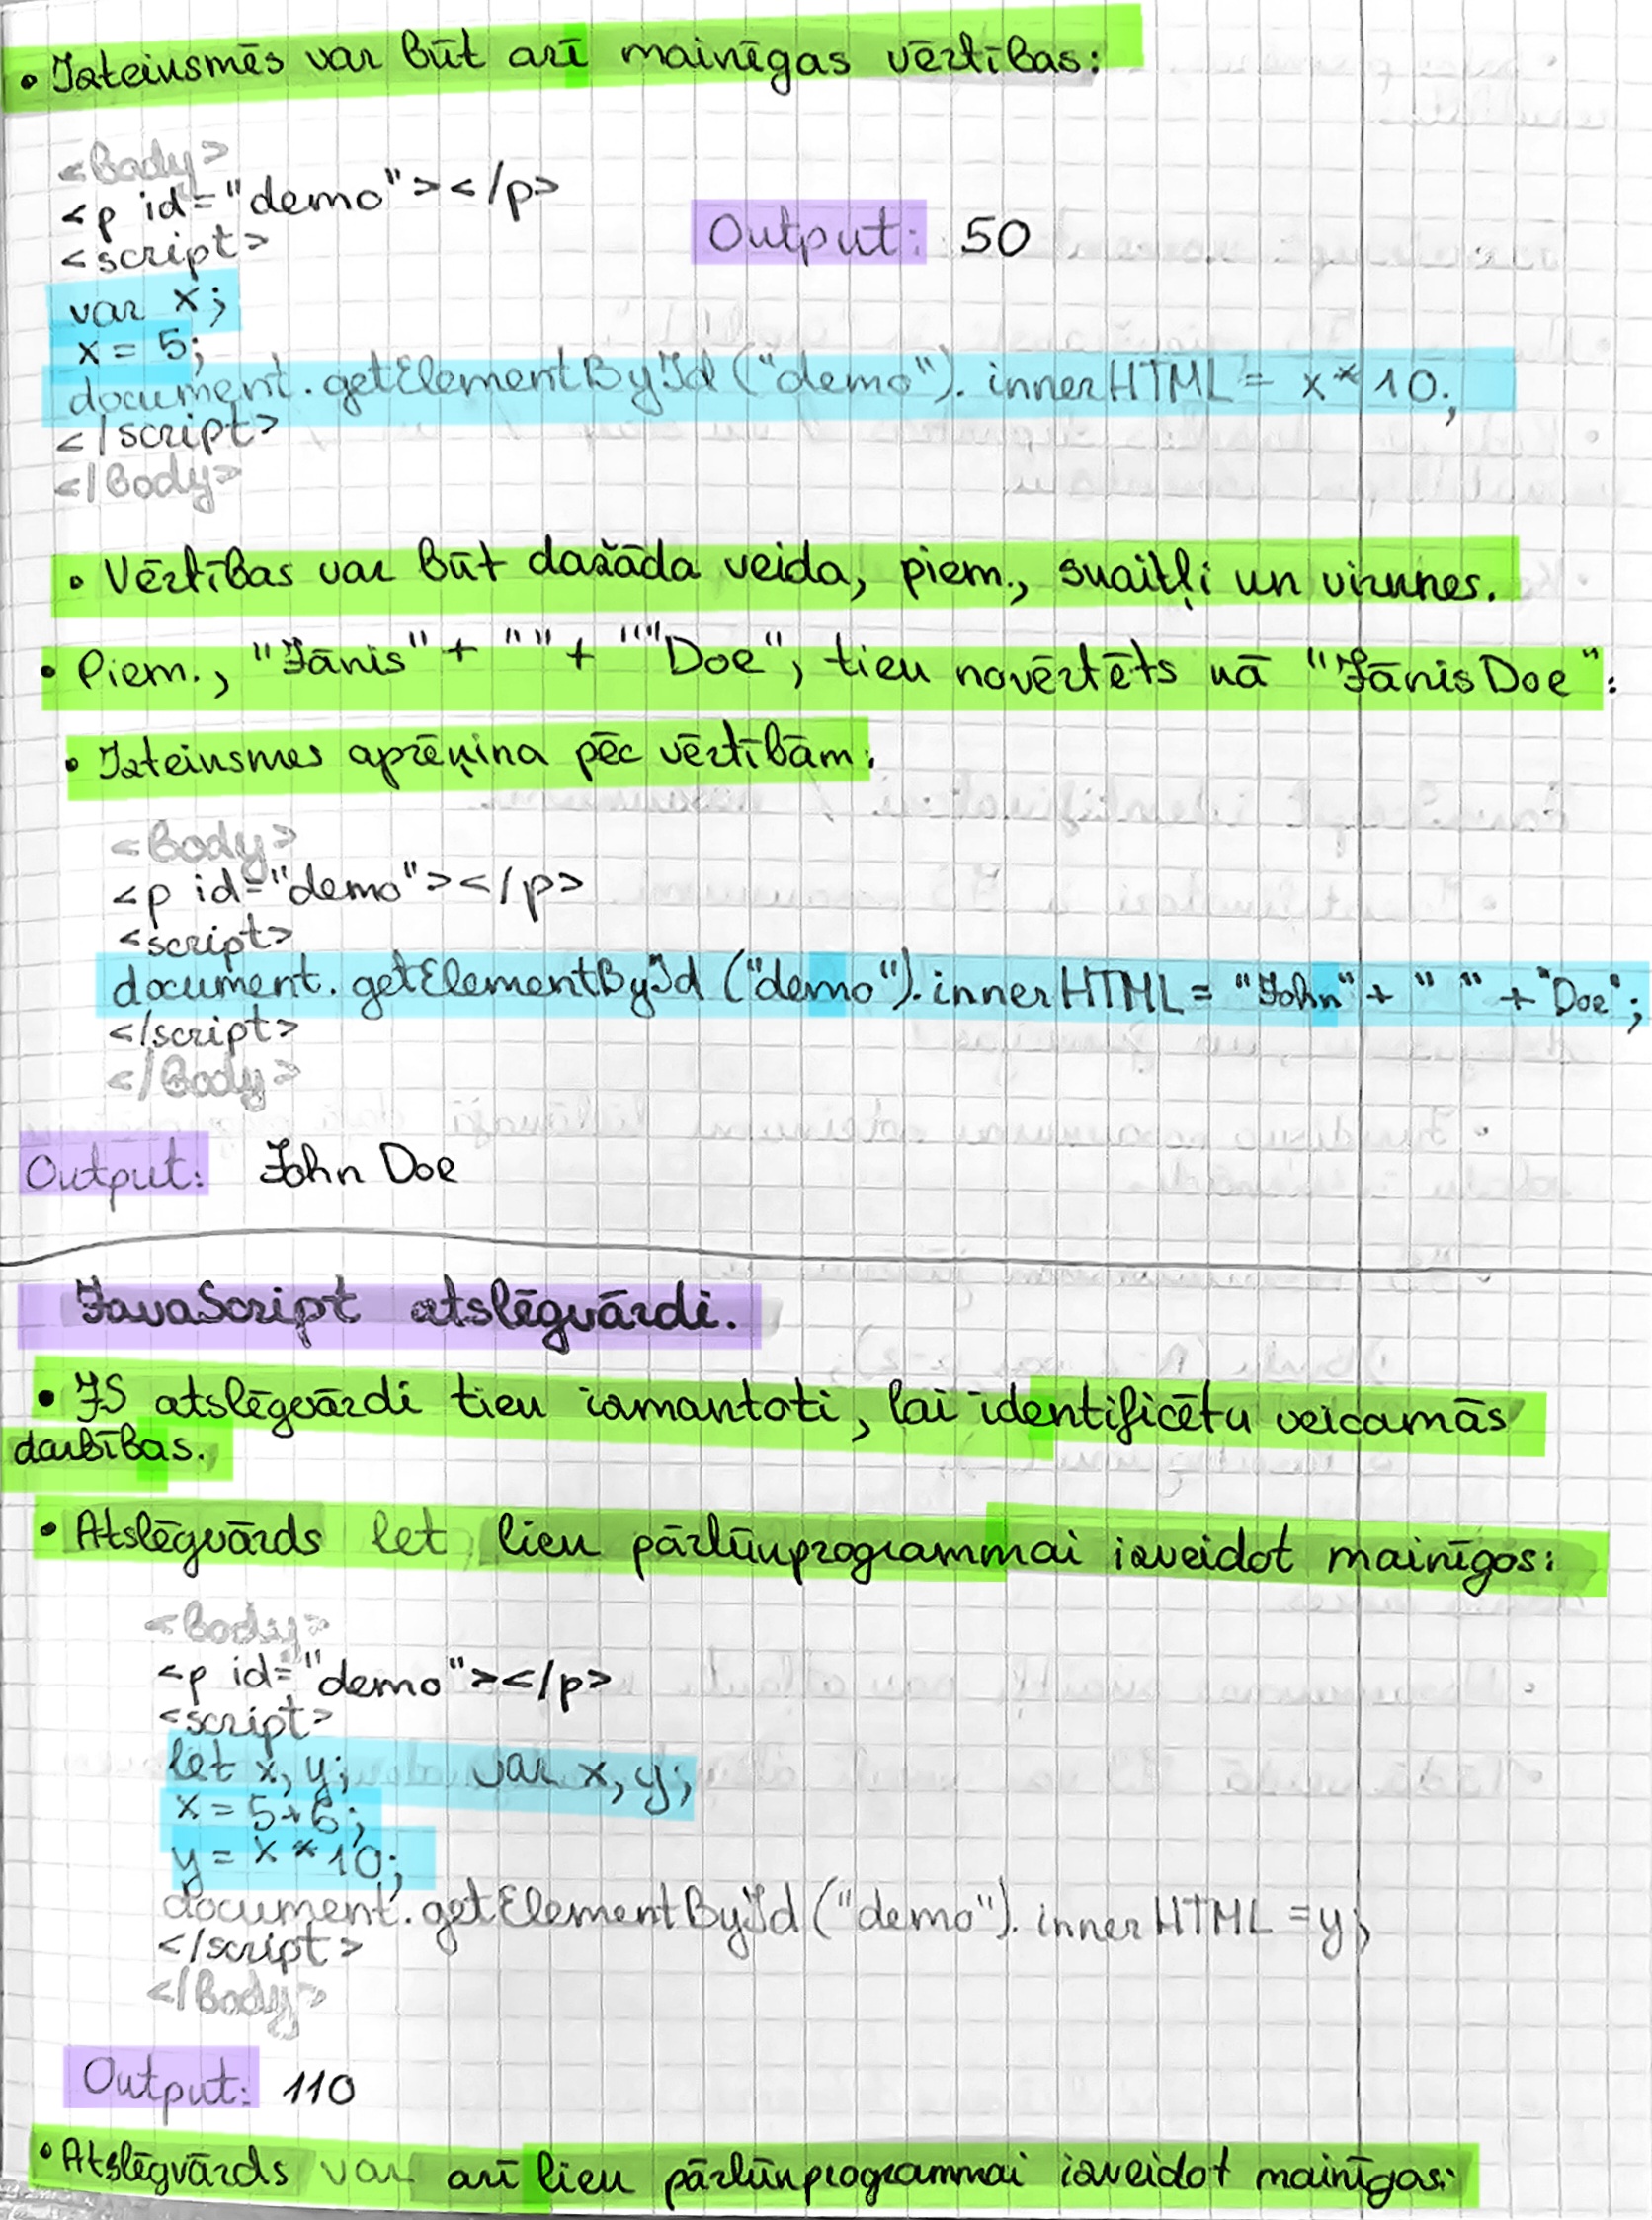 • Izteiksmēs var būt arī mainīgas vērtības:
<Body>
<p id="demo"></p>
<script>
Output: 50
var x;
x = 5;
document.getElementById("demo").innerHTML = x * 10;
</script>
</Body>
• Vērtības var būt dažāda veida, piem., skaitļi un virknes.
• Piem., "Jānis" + " " + """Doe", tiek novērtēts kā "Jānis Doe":
• Izteiksmes aprēķina pēc vērtībām:
<Body>
<p id="demo"></p>
<script>
document.getElementById("demo").innerHTML = "John" + " " + "Doe";
</script>
</Body>
Output: John Doe
JavaScript atslēgvārdi.
• JS atslēgvārdi tiek izmantoti, lai identificētu veicamās
darbības.
• Atslēgvārds let liek pārlūkprogrammai izveidot mainīgos:
<Body>
<p id="demo"></p>
<script>
let x, y; var x, y;
x = 5+6;
y = x * 10;
document.getElementById("demo").innerHTML = y;
</script>
</Body>
Output: 110
• Atslēgvārds var arī liek pārlūkprogrammai izveidot mainīgos: